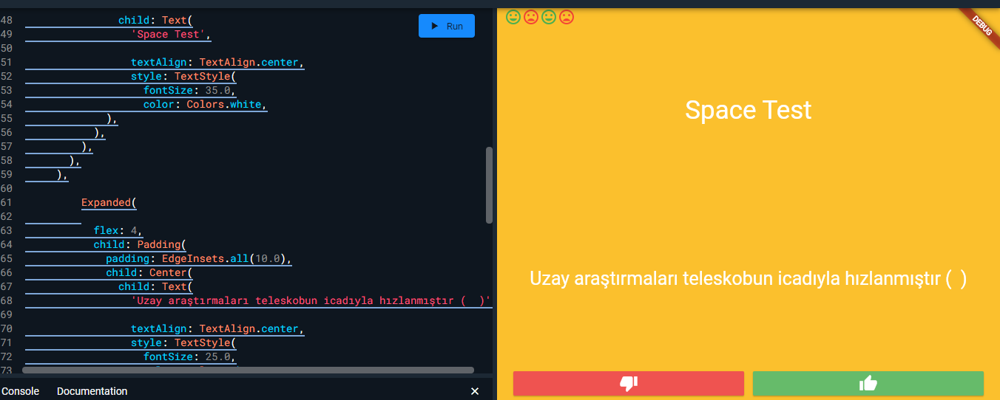 48 child: Text(
49 'Space Test',
50
51 textAlign: TextAlign.center,
52 style: TextStyle(
53 fontSize: 35.0,
54 color: Colors.white,
55 ),
56 ),
57 ),
58 ),
59 ),
60
61 Expanded(
62
63 flex: 4,
64 child: Padding(
65 padding: EdgeInsets.all(10.0),
66 child: Center(
67 child: Text(
68 'Uzay araştırmaları teleskobun icadıyla hızlanmıştır (  )'
69
70 textAlign: TextAlign.center,
71 style: TextStyle(
72 fontSize: 25.0,
73
Run
Console Documentation
DEBUG
Space Test
Uzay araştırmaları teleskobun icadıyla hızlanmıştır (  )